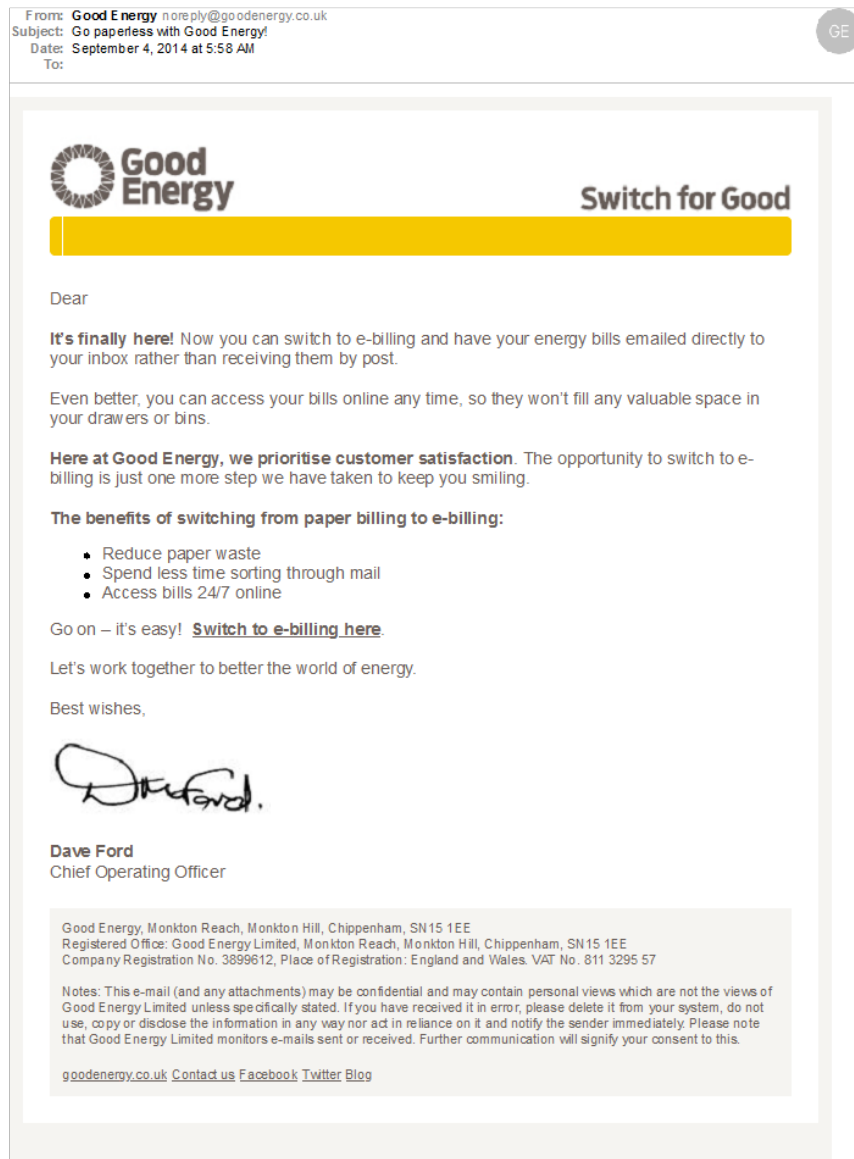 From: Good Energy noreply@goodenergy.co.uk
Subject: Go paperless with Good Energy!
Date: September 4, 2014 at 5:58 AM
To:
GE
Good
Energy
Switch for Good
Dear
It's finally here! Now you can switch to e-billing and have your energy bills emailed directly to
your inbox rather than receiving them by post.
Even better, you can access your bills online any time, so they won't fill any valuable space in
your drawers or bins.
Here at Good Energy, we prioritise customer satisfaction. The opportunity to switch to e-
billing is just one more step we have taken to keep you smiling.
The benefits of switching from paper billing to e-billing:
• Reduce paper waste
• Spend less time sorting through mail
• Access bills 24/7 online
Go on – it's easy! Switch to e-billing here.
Let's work together to better the world of energy.
Best wishes,
Dave Ford.
Dave Ford
Chief Operating Officer
Good Energy, Monkton Reach, Monkton Hill, Chippenham, SN15 1EE
Registered Office: Good Energy Limited, Monkton Reach, Monkton Hill, Chippenham, SN15 1EE
Company Registration No. 3899612, Place of Registration: England and Wales. VAT No. 811 3295 57
Notes: This e-mail (and any attachments) may be confidential and may contain personal views which are not the views of
Good Energy Limited unless specifically stated. If you have received it in error, please delete it from your system, do not
use, copy or disclose the information in any way nor act in reliance on it and notify the sender immediately. Please note
that Good Energy Limited monitors e-mails sent or received. Further communication will signify your consent to this.
goodenergy.co.uk Contact us Facebook Twitter Blog